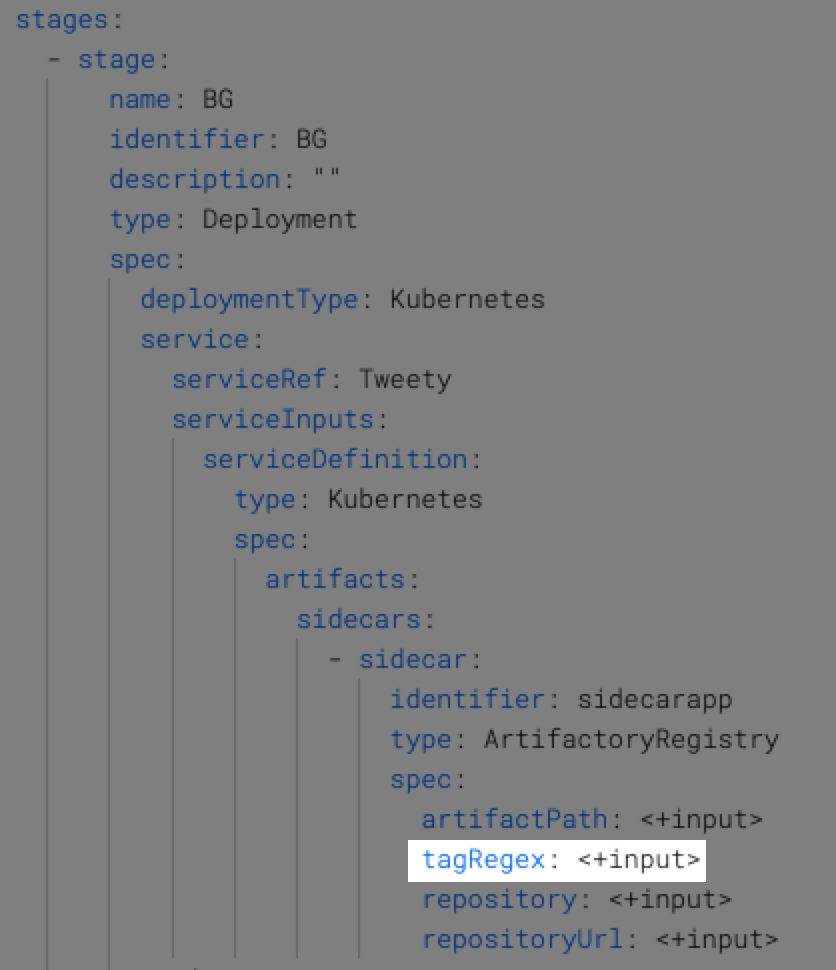 stages:
- stage:
name: BG
identifier: BG
description: ""
type: Deployment
spec:
deploymentType: Kubernetes
service:
serviceRef: Tweety
serviceInputs:
serviceDefinition:
type: Kubernetes
spec:
artifacts:
sidecars:
- sidecar:
identifier: sidecarapp
type: ArtifactoryRegistry
spec:
artifactPath: <+input>
tagRegex: <+input>
repository: <+input>
repositoryUrl: <+input>